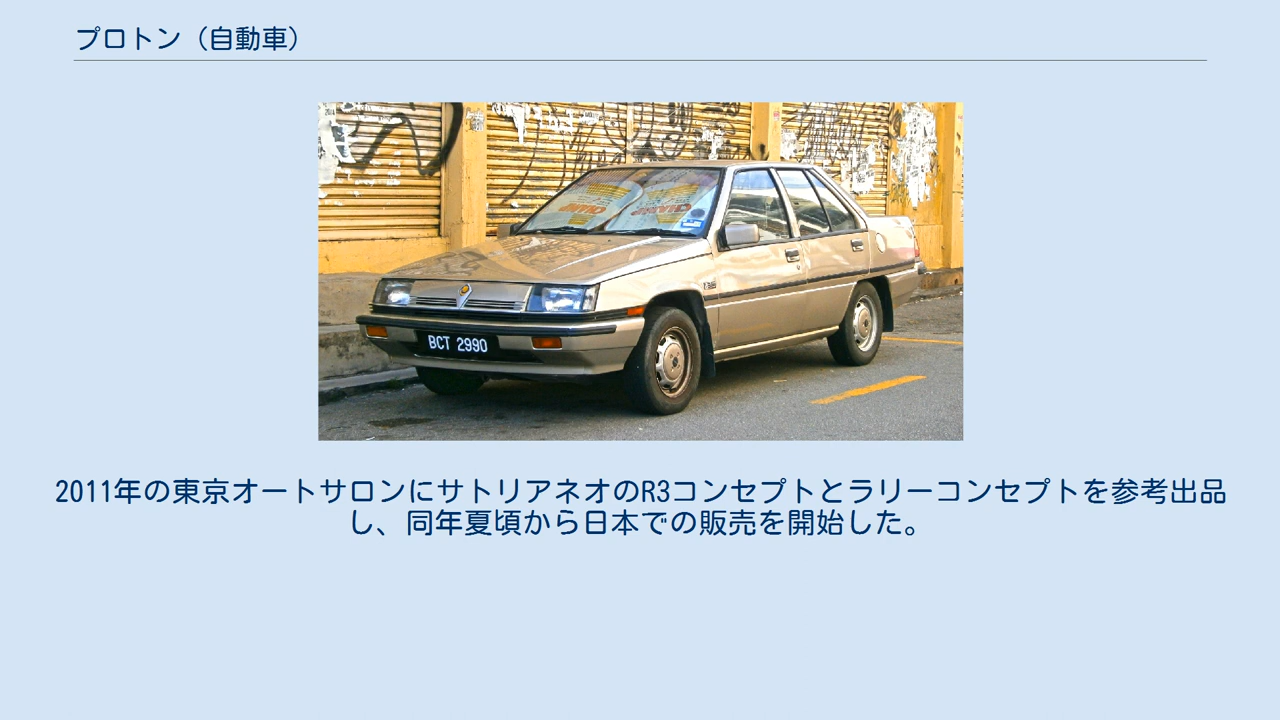 プロトン（自動車）
BCT 2990
2011年の東京オートサロンにサトリアネオのR3コンセプトとラリーコンセプトを参考出品
し、同年夏頃から日本での販売を開始した。